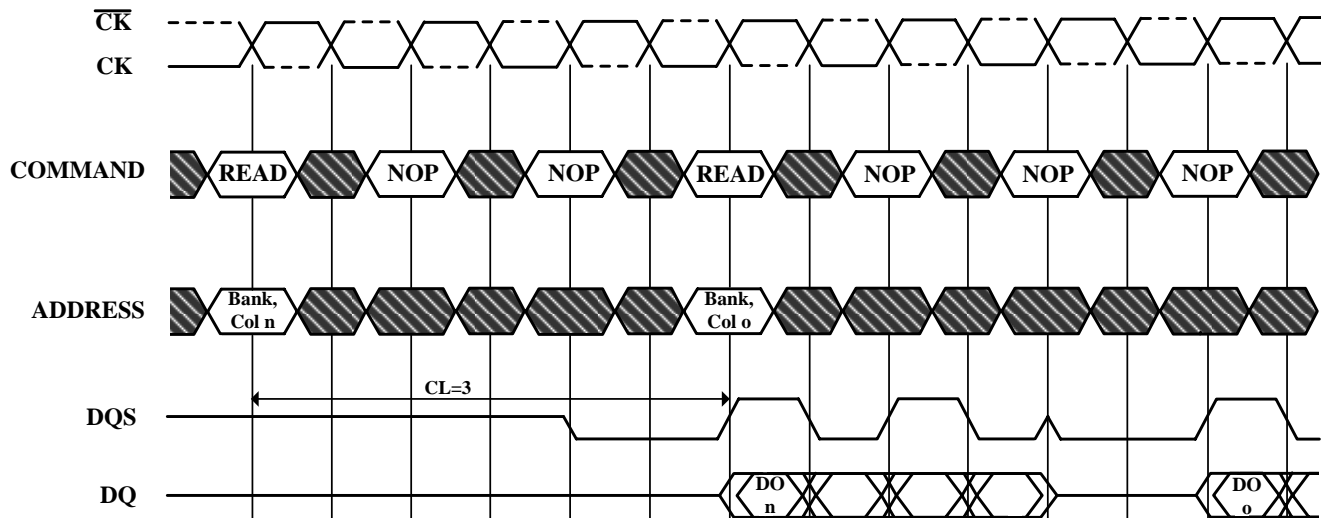 CK
CK
COMMAND
READ NOP NOP READ NOP NOP NOP
ADDRESS
Bank,
Col n
Bank,
Col o
CL=3
DQS
DQ
DO
n
DO
o